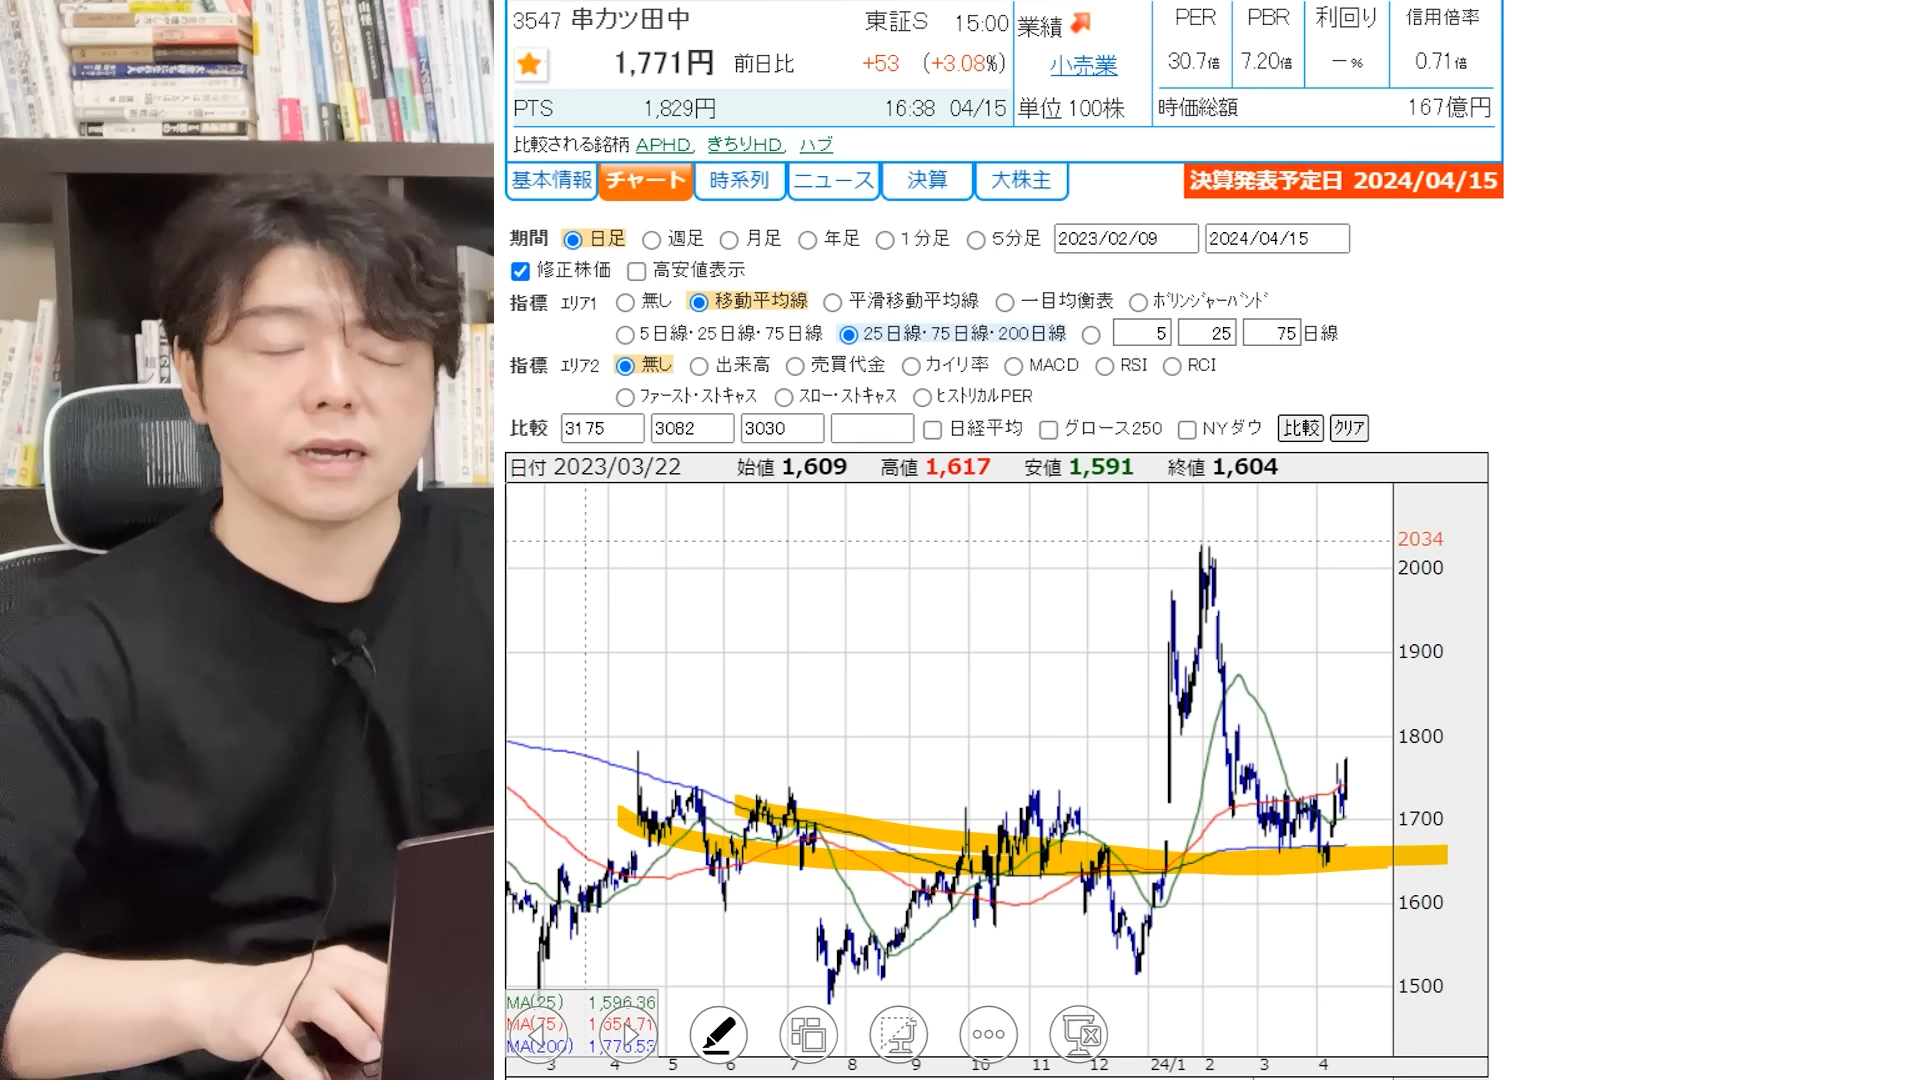 3547 串カツ田中 東証S 15:00
業績
PER PBR 利回り 信用倍率
1,771円 前日比 +53 (+3.08%)
小売業
30.7倍 7.20倍 －% 0.71倍
PTS 1,829円 16:38 04/15 単位 100株 時価総額 167億円
比較される銘柄 APHD, きちりHD, ハブ
基本情報 チャート 時系列 ニュース 決算 大株主 決算発表予定日 2024/04/15
期間 日足 週足 月足 年足 1分足 5分足 2023/02/09 2024/04/15
修正株価 高安値表示
指標 ｴﾘｱ1 無し 移動平均線 平滑移動平均線 一目均衡表 ﾎﾞﾘﾝｼﾞｬｰﾊﾞﾝﾄﾞ
5日線･25日線･75日線 25日線･75日線･200日線 5 25 75 日線
指標 ｴﾘｱ2 無し 出来高 売買代金 カイリ率 MACD RSI RCI
ﾌｧｰｽﾄ･ｽﾄｷｬｽ ｽﾛｰ･ｽﾄｷｬｽ ﾋｽﾄﾘｶﾙPER
比較 3175 3082 3030 日経平均 グロース250 NYダウ 比較 ｸﾘｱ
日付 2023/03/22 始値 1,609 高値 1,617 安値 1,591 終値 1,604
2034
2000
1900
1800
1700
1600
1500
MA(25) 1,596.36
MA(75) 1,654.71
MA(200) 1,776.53
3 4 5 6 7 8 9 10 11 12 24/1 2 3 4